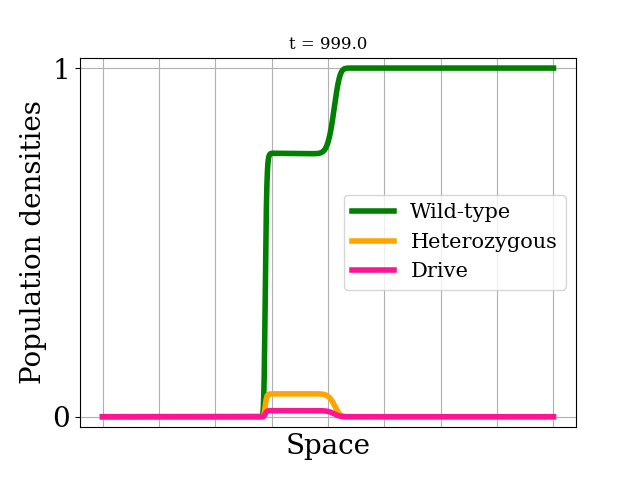 t = 999.0
1
Population densities
Wild-type
Heterozygous
Drive
0
Space